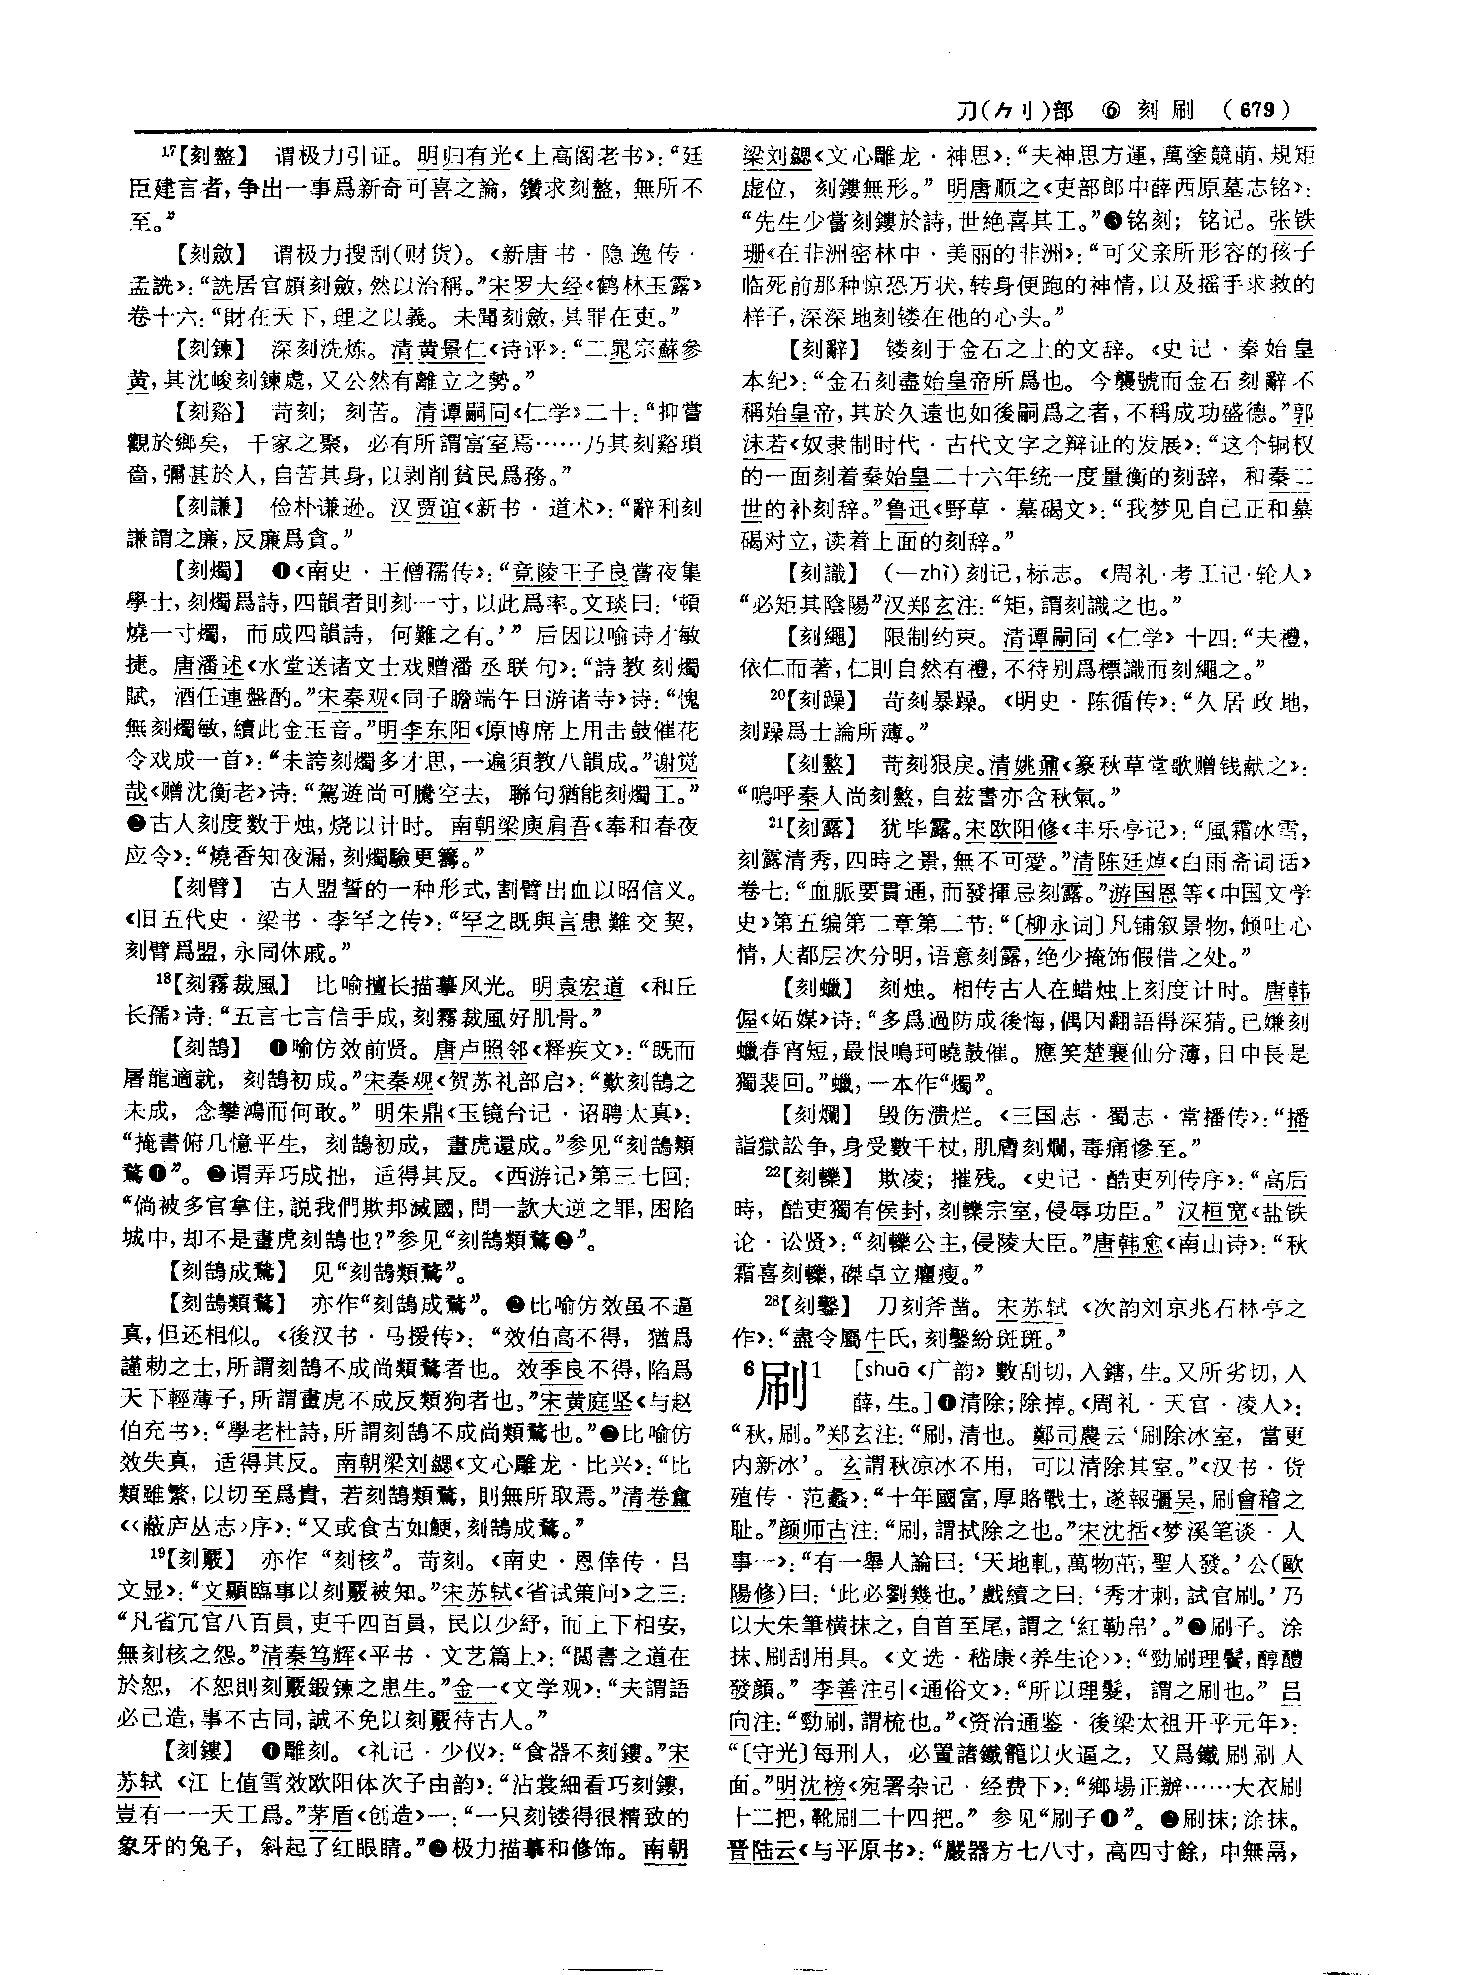 刀(𠂊刂)部 ⑥ 刻刷 (679)
¹⁷【刻盭】 谓极力引证。明归有光《上高阁老书》：“廷
臣建言者，争出一事爲新奇可喜之論，鑽求刻盭，無所不
至。”
【刻斂】 谓极力搜刮(财货)。《新唐书·隐逸传·
孟詵》：“詵居官頗刻斂，然以治稱。”宋罗大经《鹤林玉露》
卷十六：“財在天下，理之以義。未聞刻斂，其罪在吏。”
【刻鍊】 深刻洗炼。清黄景仁《诗评》：“二晁宗蘇參
黄，其沈峻刻鍊處，又公然有離立之勢。”
【刻谿】 苛刻；刻苦。清谭嗣同《仁学》二十：“抑嘗
觀於鄉矣，千家之聚，必有所謂富室焉……乃其刻谿瑣
嗇，彌甚於人，自苦其身，以剥削貧民爲務。”
【刻謙】 俭朴谦逊。汉贾谊《新书·道术》：“辭利刻
謙謂之廉，反廉爲貪。”
【刻燭】 ❶《南史·王僧孺传》：“竟陵王子良嘗夜集
學士，刻燭爲詩，四韻者則刻一寸，以此爲率。文琰曰：‘頓
燒一寸燭，而成四韻詩，何難之有。’” 后因以喻诗才敏
捷。唐潘述《水堂送诸文士戏赠潘丞联句》：“詩教刻燭
賦，酒任連盤酌。”宋秦观《同子瞻端午日游诸寺》诗：“愧
無刻燭敏，續此金玉音。”明李东阳《原博席上用击鼓催花
令戏成一首》：“未誇刻燭多才思，一遍須教八韻成。”谢觉
哉《赠沈衡老》诗：“駕遊尚可騰空去，聯句猶能刻燭工。”
❷古人刻度数于烛，烧以计时。南朝梁庾肩吾《奉和春夜
应令》：“燒香知夜漏，刻燭驗更籌。”
【刻臂】 古人盟誓的一种形式，割臂出血以昭信义。
《旧五代史·梁书·李罕之传》：“罕之既與言患難交契，
刻臂爲盟，永同休戚。”
¹⁸【刻霧裁風】 比喻擅长描摹风光。明袁宏道《和丘
长孺》诗：“五言七言信手成，刻霧裁風好肌骨。”
【刻鵠】 ❶喻仿效前贤。唐卢照邻《释疾文》：“既而
屠龍適就，刻鵠初成。”宋秦观《贺苏礼部启》：“歎刻鵠之
未成，念攀鴻而何敢。”明朱鼎《玉镜台记·诏聘太真》：
“掩書俯几憶平生，刻鵠初成，畫虎還成。”参见“刻鵠類
鶩❶”。❷谓弄巧成拙，适得其反。《西游记》第三七回：
“倘被多官拿住，説我們欺邦滅國，問一款大逆之罪，困陷
城中，却不是畫虎刻鵠也？”参见“刻鵠類鶩❷”。
【刻鵠成鶩】 见“刻鵠類鶩”。
【刻鵠類鶩】 亦作“刻鵠成鶩”。❷比喻仿效虽不逼
真，但还相似。《後汉书·马援传》：“效伯高不得，猶爲
謹勅之士，所謂刻鵠不成尚類鶩者也。效季良不得，陷爲
天下輕薄子，所謂畫虎不成反類狗者也。”宋黄庭坚《与赵
伯充书》：“學老杜詩，所謂刻鵠不成尚類鶩也。”❷比喻仿
效失真，适得其反。南朝梁刘勰《文心雕龙·比兴》：“比
類雖繁，以切至爲貴，若刻鵠類鶩，則無所取焉。”清卷盦
《〈蔽庐丛志〉序》：“又或食古如鯁，刻鵠成鶩。”
¹⁹【刻覈】 亦作“刻核”。苛刻。《南史·恩倖传·吕
文显》：“文顯臨事以刻覈被知。”宋苏轼《省试策问》之三：
“凡省冗官八百員，吏千四百員，民以少紓，而上下相安，
無刻核之怨。”清秦笃辉《平书·文艺篇上》：“閲書之道在
於恕，不恕則刻覈鍛鍊之患生。”金一《文学观》：“夫謂語
必己造，事不古同，誠不免以刻覈待古人。”
【刻鏤】 ❶雕刻。《礼记·少仪》：“食器不刻鏤。”宋
苏轼《江上值雪效欧阳体次子由韵》：“沾裳細看巧刻鏤，
豈有一一天工爲。”茅盾《创造》一：“一只刻镂得很精致的
象牙的兔子，斜起了红眼睛。”❷极力描摹和修饰。南朝
梁刘勰《文心雕龙·神思》：“夫神思方運，萬塗競萌，規矩
虚位，刻鏤無形。”明唐顺之《吏部郎中薛西原墓志铭》：
“先生少嘗刻鏤於詩，世絶喜其工。”❸铭刻；铭记。张铁
珊《在非洲密林中·美丽的非洲》：“可父亲所形容的孩子
临死前那种惊恐万状，转身便跑的神情，以及摇手求救的
样子，深深地刻镂在他的心头。”
【刻辭】 镂刻于金石之上的文辞。《史记·秦始皇
本纪》：“金石刻盡始皇帝所爲也。今襲號而金石刻辭不
稱始皇帝，其於久遠也如後嗣爲之者，不稱成功盛德。”郭
沫若《奴隶制时代·古代文字之辩证的发展》：“这个铜权
的一面刻着秦始皇二十六年统一度量衡的刻辞，和秦二
世的补刻辞。”鲁迅《野草·墓碣文》：“我梦见自己正和墓
碣对立，读着上面的刻辞。”
【刻識】 (—zhì)刻记，标志。《周礼·考工记·轮人》
“必矩其陰陽”汉郑玄注：“矩，謂刻識之也。”
【刻繩】 限制约束。清谭嗣同《仁学》十四：“夫禮，
依仁而著，仁則自然有禮，不待别爲標識而刻繩之。”
²⁰【刻躁】 苛刻暴躁。《明史·陈循传》：“久居政地，
刻躁爲士論所薄。”
【刻盭】 苛刻狠戾。清姚鼐《篆秋草堂歌赠钱献之》：
“嗚呼秦人尚刻盭，自兹書亦含秋氣。”
²¹【刻露】 犹毕露。宋欧阳修《丰乐亭记》：“風霜冰雪，
刻露清秀，四時之景，無不可愛。”清陈廷焯《白雨斋词话》
卷七：“血脈要貫通，而發揮忌刻露。”游国恩等《中国文学
史》第五编第二章第二节：“〔柳永词〕凡铺叙景物，倾吐心
情，大都层次分明，语意刻露，绝少掩饰假借之处。”
【刻蠟】 刻烛。相传古人在蜡烛上刻度计时。唐韩
偓《妬媒》诗：“多爲過防成後悔，偶因翻語得深猜。已嫌刻
蠟春宵短，最恨鳴珂曉鼓催。應笑楚襄仙分薄，日中長是
獨裴回。”蠟，一本作“燭”。
【刻爛】 毁伤溃烂。《三国志·蜀志·常播传》：“播
詣獄訟争，身受數千杖，肌膚刻爛，毒痛慘至。”
²²【刻轢】 欺凌；摧残。《史记·酷吏列传序》：“高后
時，酷吏獨有侯封，刻轢宗室，侵辱功臣。”汉桓宽《盐铁
论·讼贤》：“刻轢公主，侵陵大臣。”唐韩愈《南山诗》：“秋
霜喜刻轢，磔卓立癯瘦。”
²⁸【刻鑿】 刀刻斧凿。宋苏轼《次韵刘京兆石林亭之
作》：“盡令屬牛氏，刻鑿紛斑斑。”
⁶刷¹ [shuā《广韵》數刮切，入鎋，生。又所劣切，入
薛，生。]❶清除；除掉。《周礼·天官·凌人》：
“秋，刷。”郑玄注：“刷，清也。鄭司農云‘刷除冰室，當更
内新冰’。玄謂秋凉冰不用，可以清除其室。”《汉书·货
殖传·范蠡》：“十年國富，厚賂戰士，遂報彊吴，刷會稽之
耻。”颜师古注：“刷，謂拭除之也。”宋沈括《梦溪笔谈·人
事一》：“有一舉人論曰：‘天地軋，萬物茁，聖人發。’公(歐
陽修)曰：‘此必劉幾也。’戲續之曰：‘秀才刺，試官刷。’乃
以大朱筆横抹之，自首至尾，謂之‘紅勒帛’。”❷刷子。涂
抹、刷刮用具。《文选·嵇康〈养生论〉》：“勁刷理鬢，醇醴
發顔。”李善注引《通俗文》：“所以理髮，謂之刷也。”吕
向注：“勁刷，謂梳也。”《资治通鉴·後梁太祖开平元年》：
“〔守光〕每刑人，必置諸鐵籠以火逼之，又爲鐵刷刷人
面。”明沈榜《宛署杂记·经费下》：“鄉場正辦……大衣刷
十二把，靴刷二十四把。”参见“刷子❶”。❷刷抹；涂抹。
晋陆云《与平原书》：“嚴器方七八寸，高四寸餘，中無鬲，